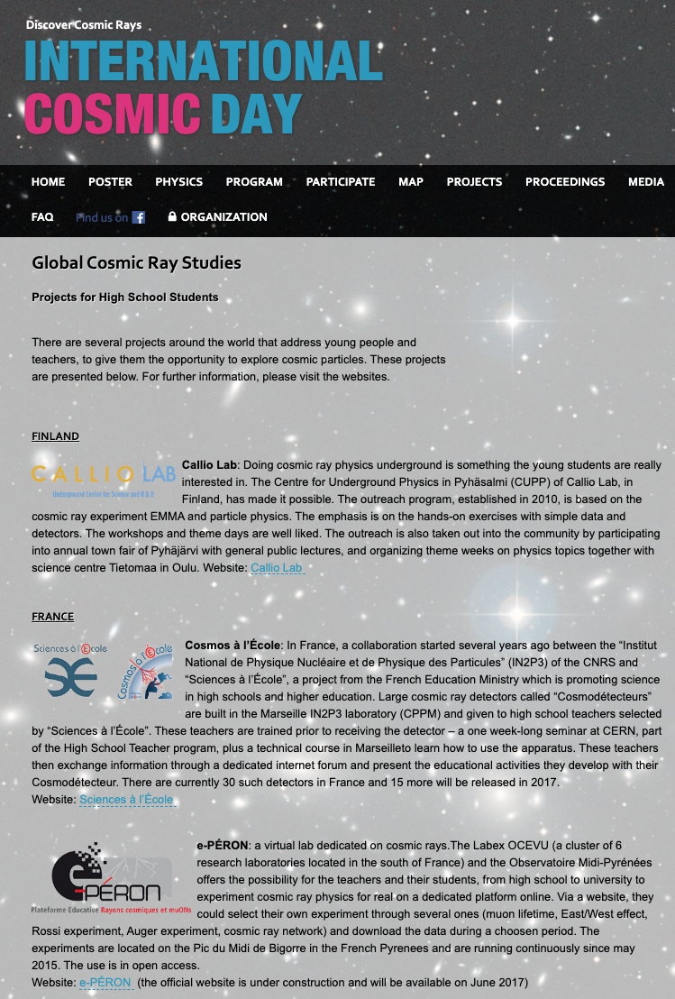 Discover Cosmic Rays
INTERNATIONAL
COSMIC DAY
HOME POSTER PHYSICS PROGRAM PARTICIPATE MAP PROJECTS PROCEEDINGS MEDIA
FAQ Find us on ORGANIZATION
Global Cosmic Ray Studies
Projects for High School Students
There are several projects around the world that address young people and
teachers, to give them the opportunity to explore cosmic particles. These projects
are presented below. For further information, please visit the websites.
FINLAND
CALLIO LAB
Underground Center for Science and R & D
Callio Lab: Doing cosmic ray physics underground is something the young students are really
interested in. The Centre for Underground Physics in Pyhäsalmi (CUPP) of Callio Lab, in
Finland, has made it possible. The outreach program, established in 2010, is based on the
cosmic ray experiment EMMA and particle physics. The emphasis is on the hands-on exercises with simple data and
detectors. The workshops and theme days are well liked. The outreach is also taken out into the community by participating
into annual town fair of Pyhäjärvi with general public lectures, and organizing theme weeks on physics topics together with
science centre Tietomaa in Oulu. Website: Callio Lab
FRANCE
Sciences à l'École
Cosmos à l'École
Cosmos à l’École: In France, a collaboration started several years ago between the “Institut
National de Physique Nucléaire et de Physique des Particules” (IN2P3) of the CNRS and
“Sciences à l’École”, a project from the French Education Ministry which is promoting science
in high schools and higher education. Large cosmic ray detectors called “Cosmodétecteurs”
are built in the Marseille IN2P3 laboratory (CPPM) and given to high school teachers selected
by “Sciences à l’École”. These teachers are trained prior to receiving the detector – a one week-long seminar at CERN, part
of the High School Teacher program, plus a technical course in Marseilleto learn how to use the apparatus. These teachers
then exchange information through a dedicated internet forum and present the educational activities they develop with their
Cosmodétecteur. There are currently 30 such detectors in France and 15 more will be released in 2017.
Website: Sciences à l’École
e-PÉRON
Plateforme Éducative Rayons cosmiques et muONs
e-PÉRON: a virtual lab dedicated on cosmic rays.The Labex OCEVU (a cluster of 6
research laboratories located in the south of France) and the Observatoire Midi-Pyrénées
offers the possibility for the teachers and their students, from high school to university to
experiment cosmic ray physics for real on a dedicated platform online. Via a website, they
could select their own experiment through several ones (muon lifetime, East/West effect,
Rossi experiment, Auger experiment, cosmic ray network) and download the data during a choosen period. The
experiments are located on the Pic du Midi de Bigorre in the French Pyrenees and are running continuously since may
2015. The use is in open access.
Website: e-PÉRON (the official website is under construction and will be available on June 2017)